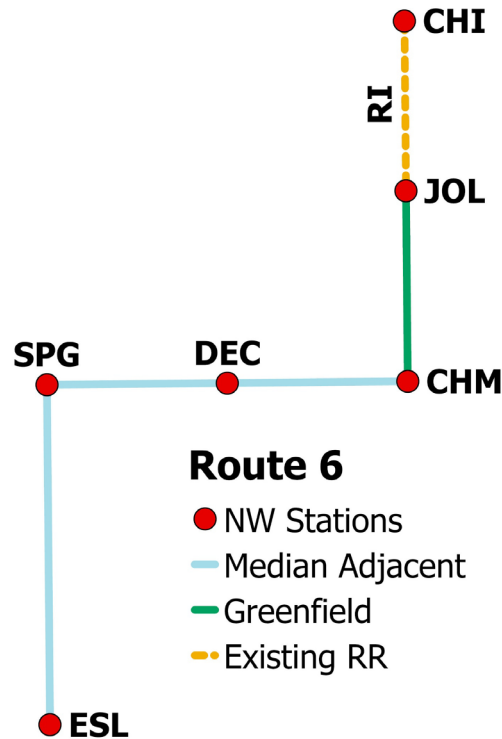 CHI
RI
JOL
SPG
DEC
CHM
Route 6
NW Stations
Median Adjacent
Greenfield
Existing RR
ESL